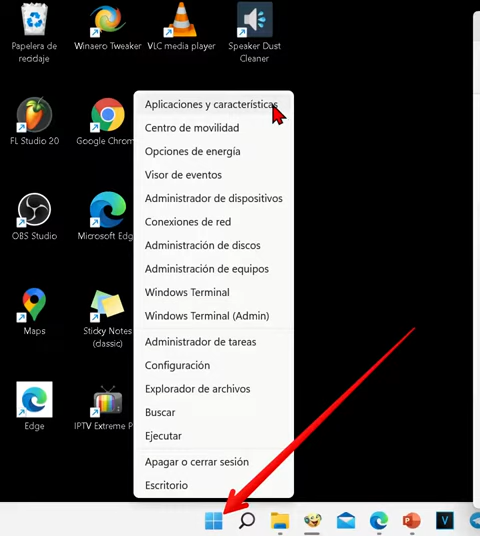 Papelera de
reciclaje
Winaero Tweaker
VLC media player
Speaker Dust
Cleaner
FL Studio 20
Google Chrom
OBS Studio
Microsoft Edg
Maps
Sticky Notes
(classic)
Edge
IPTV Extreme P
Aplicaciones y características
Centro de movilidad
Opciones de energía
Visor de eventos
Administrador de dispositivos
Conexiones de red
Administración de discos
Administración de equipos
Windows Terminal
Windows Terminal (Admin)
Administrador de tareas
Configuración
Explorador de archivos
Buscar
Ejecutar
Apagar o cerrar sesión
Escritorio